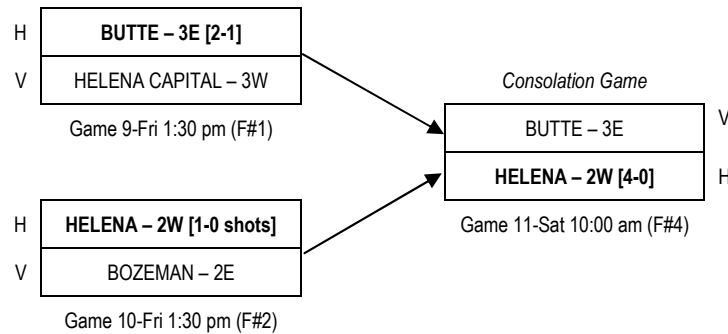 H
BUTTE – 3E [2-1]
V
HELENA CAPITAL – 3W
Game 9-Fri 1:30 pm (F#1)
H
HELENA – 2W [1-0 shots]
V
BOZEMAN – 2E
Game 10-Fri 1:30 pm (F#2)
Consolation Game
BUTTE – 3E
V
HELENA – 2W [4-0]
H
Game 11-Sat 10:00 am (F#4)